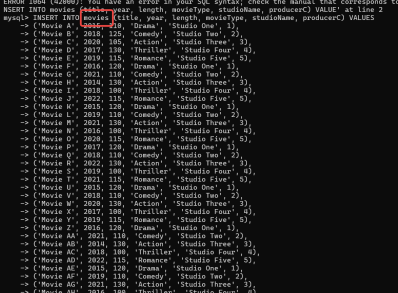 ERROR 1064 (42000): You have an error in your SQL syntax; check the manual that corresponds to
NSERT INTO movies (title, year, length, movieType, studioName, producerC) VALUE' at line 2
mysql> INSERT INTO movies (title, year, length, movieType, studioName, producerC) VALUES
-> ('Movie A', 2015, 110, 'Drama', 'Studio One', 1),
-> ('Movie B', 2018, 125, 'Comedy', 'Studio Two', 2),
-> ('Movie C', 2020, 105, 'Action', 'Studio Three', 3),
-> ('Movie D', 2017, 130, 'Thriller', 'Studio Four', 4),
-> ('Movie E', 2019, 115, 'Romance', 'Studio Five', 5),
-> ('Movie F', 2016, 120, 'Drama', 'Studio One', 1),
-> ('Movie G', 2021, 110, 'Comedy', 'Studio Two', 2),
-> ('Movie H', 2014, 130, 'Action', 'Studio Three', 3),
-> ('Movie I', 2018, 100, 'Thriller', 'Studio Four', 4),
-> ('Movie J', 2022, 115, 'Romance', 'Studio Five', 5),
-> ('Movie K', 2015, 120, 'Drama', 'Studio One', 1),
-> ('Movie L', 2019, 110, 'Comedy', 'Studio Two', 2),
-> ('Movie M', 2021, 130, 'Action', 'Studio Three', 3),
-> ('Movie N', 2016, 100, 'Thriller', 'Studio Four', 4),
-> ('Movie O', 2020, 115, 'Romance', 'Studio Five', 5),
-> ('Movie P', 2017, 120, 'Drama', 'Studio One', 1),
-> ('Movie Q', 2018, 110, 'Comedy', 'Studio Two', 2),
-> ('Movie R', 2022, 130, 'Action', 'Studio Three', 3),
-> ('Movie S', 2019, 100, 'Thriller', 'Studio Four', 4),
-> ('Movie T', 2021, 115, 'Romance', 'Studio Five', 5),
-> ('Movie U', 2015, 120, 'Drama', 'Studio One', 1),
-> ('Movie V', 2018, 110, 'Comedy', 'Studio Two', 2),
-> ('Movie W', 2020, 130, 'Action', 'Studio Three', 3),
-> ('Movie X', 2017, 100, 'Thriller', 'Studio Four', 4),
-> ('Movie Y', 2019, 115, 'Romance', 'Studio Five', 5),
-> ('Movie Z', 2016, 120, 'Drama', 'Studio One', 1),
-> ('Movie AA', 2021, 110, 'Comedy', 'Studio Two', 2),
-> ('Movie AB', 2014, 130, 'Action', 'Studio Three', 3),
-> ('Movie AC', 2018, 100, 'Thriller', 'Studio Four', 4),
-> ('Movie AD', 2022, 115, 'Romance', 'Studio Five', 5),
-> ('Movie AE', 2015, 120, 'Drama', 'Studio One', 1),
-> ('Movie AF', 2019, 110, 'Comedy', 'Studio Two', 2),
-> ('Movie AG', 2021, 130, 'Action', 'Studio Three', 3),
-> ('Movie AH', 2016, 100, 'Thriller', 'Studio Four', 4),